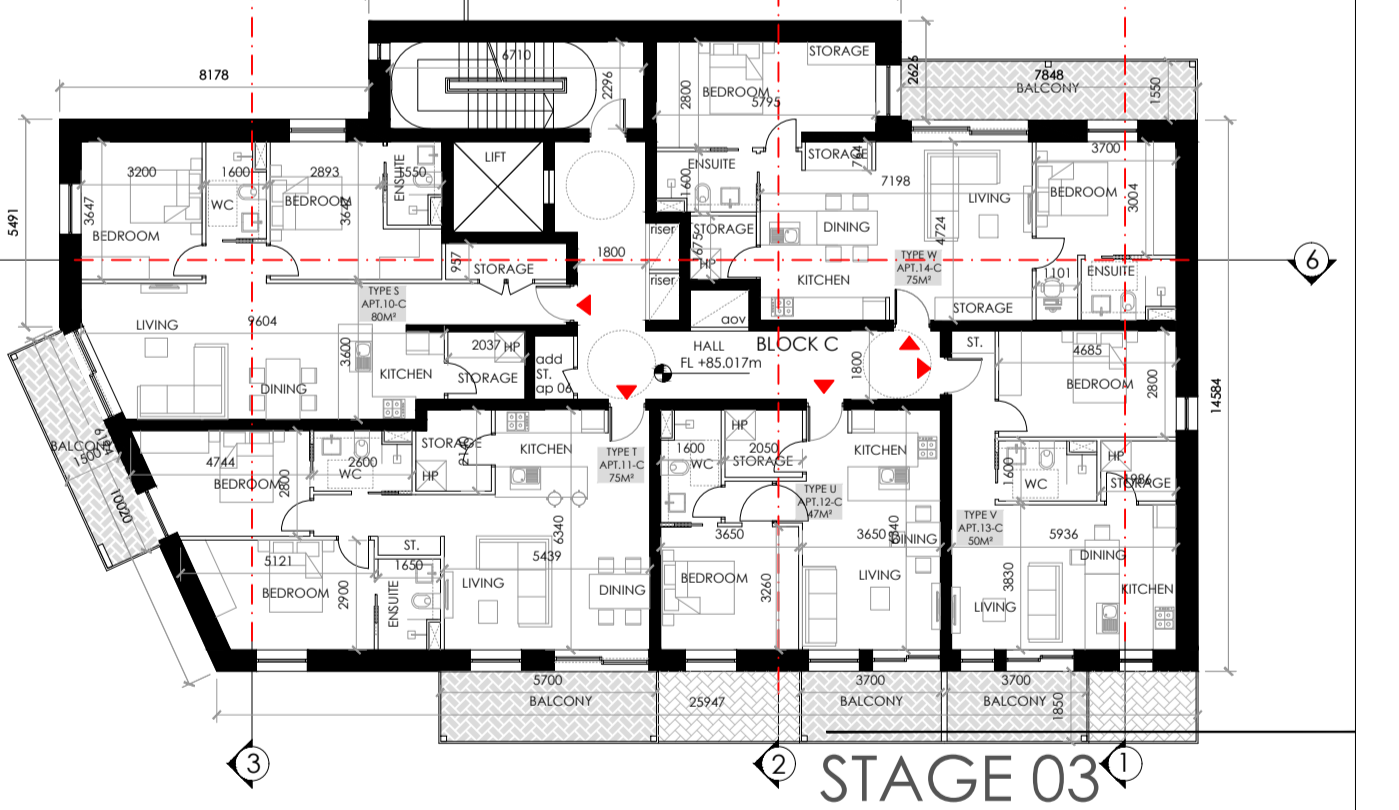 6710
STORAGE
8178
2296
2800
BEDROOM
5795
2626
7848
BALCONY
1550
LIFT
3200
1600
2893
ENSUITE
1550
ENSUITE
STORAGE
764
3700
5491
3647
WC
BEDROOM
3647
1600
7198
LIVING
BEDROOM
3004
BEDROOM
riser
STORAGE
DINING
4724
1800
675
HP
TYPE W
APT.14-C
75M²
957
STORAGE
riser
KITCHEN
1101
ENSUITE
6
TYPE S
APT.10-C
80M²
STORAGE
LIVING
9604
aov
3600
2037
HP
add
ST.
ap 06
HALL
FL +85.017m
BLOCK C
1800
ST.
4685
BEDROOM
2800
14584
DINING
KITCHEN
STORAGE
BALCONY
1500
4744
BEDROOM
2800
2600
WC
STORAGE
HP
KITCHEN
TYPE T
APT.11-C
75M²
1600
WC
HP
2050
STORAGE
KITCHEN
1600
WC
HP
STORAGE
10020
TYPE U
APT.12-C
47M²
TYPE V
APT.13-C
50M²
6340
3650
3650
6340
DINING
5936
ST.
5121
BEDROOM
2900
1650
ENSUITE
5439
LIVING
DINING
BEDROOM
3260
LIVING
3830
LIVING
DINING
KITCHEN
5700
BALCONY
25947
3700
BALCONY
3700
BALCONY
1850
3
2
1
STAGE 03